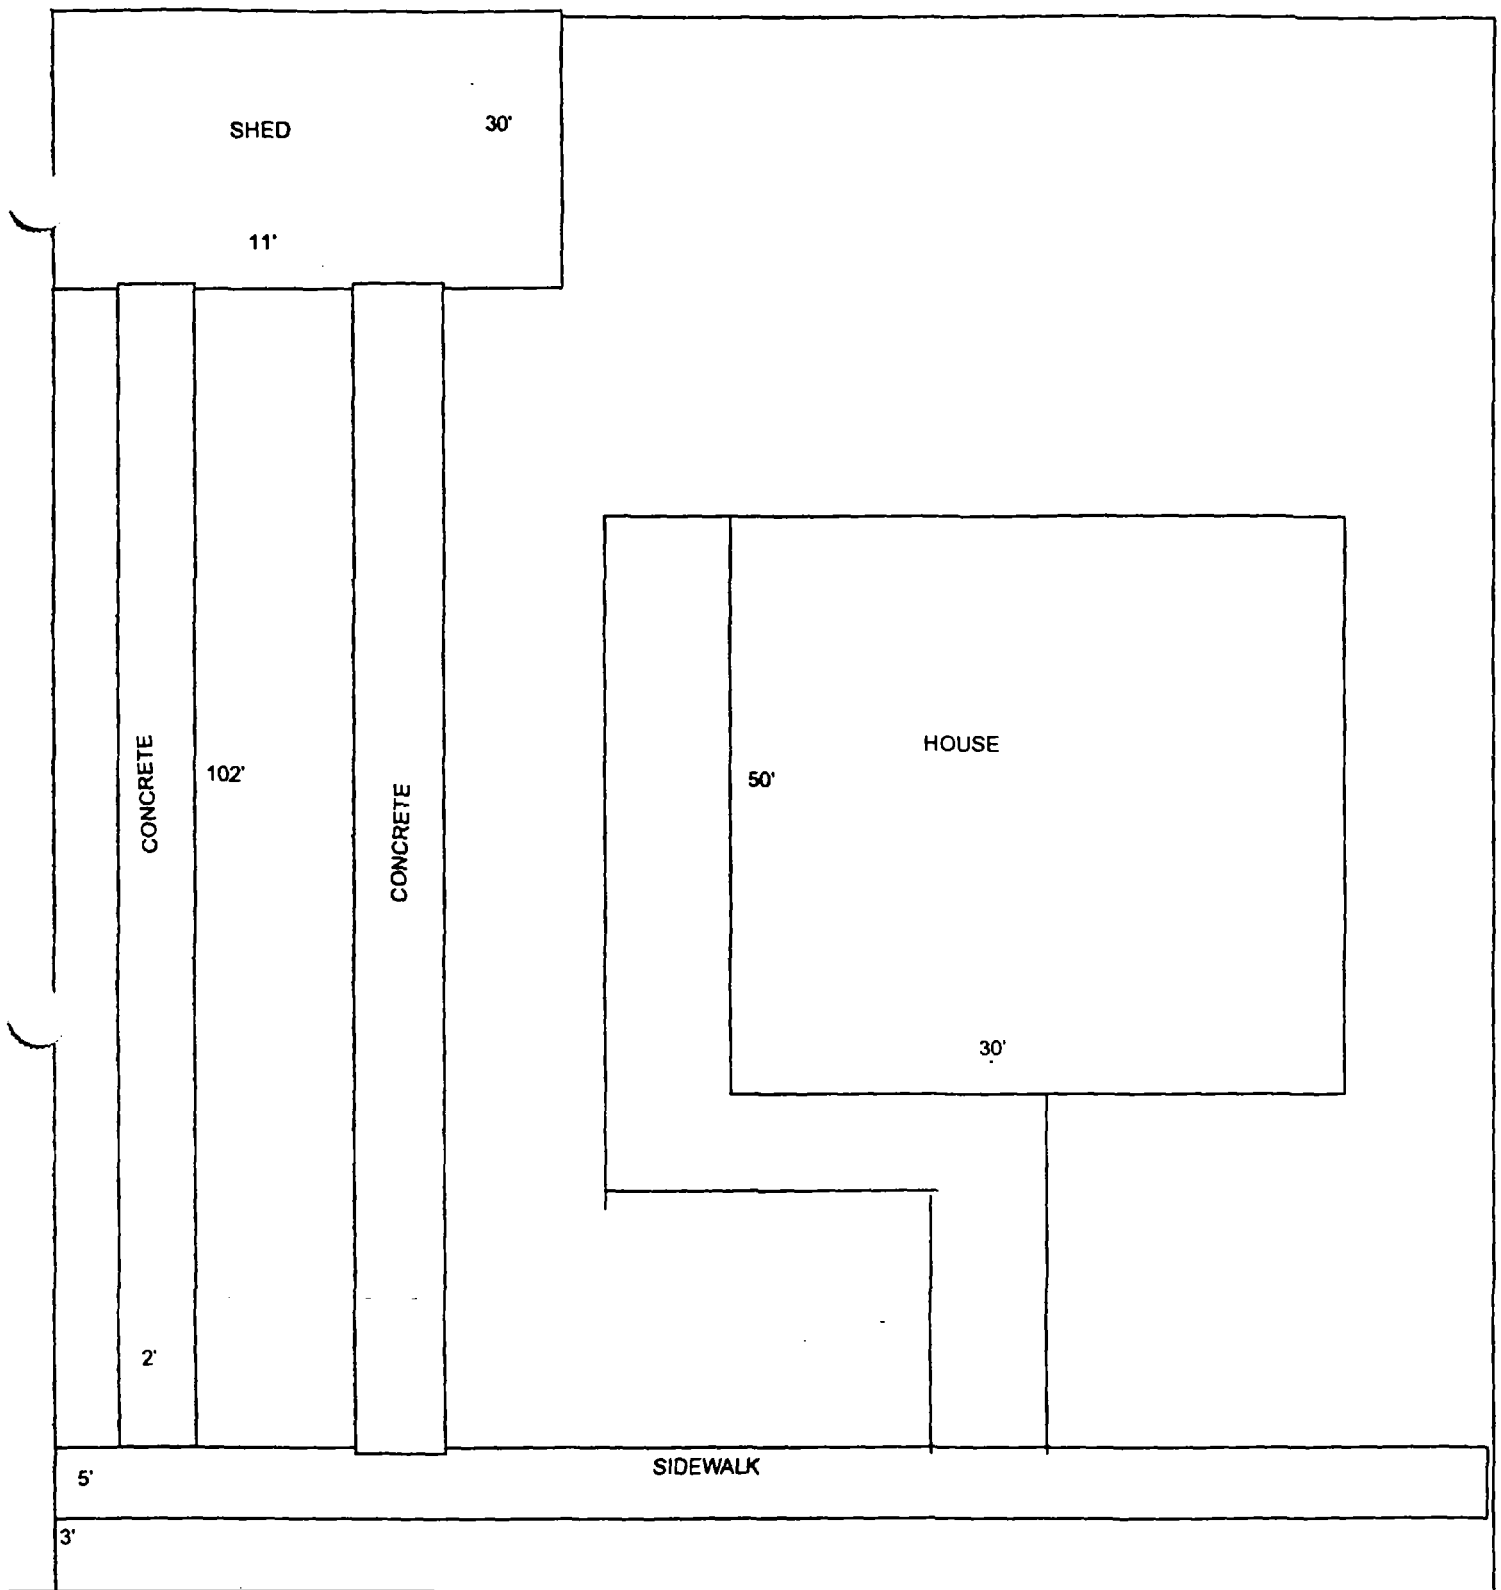 SHED
30'
11'
CONCRETE
102'
CONCRETE
HOUSE
50'
30'
2'
5'
SIDEWALK
3'